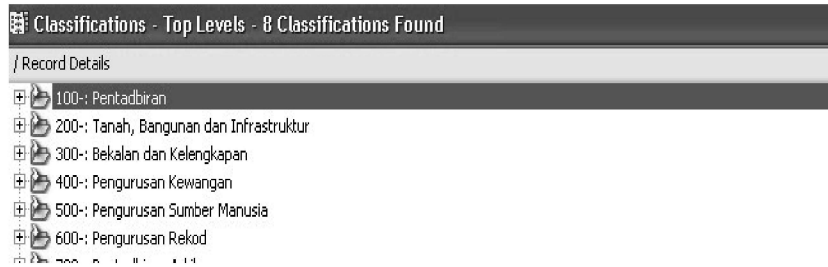 Classifications - Top Levels - 8 Classifications Found
/ Record Details
100-: Pentadbiran
200-: Tanah, Bangunan dan Infrastruktur
300-: Bekalan dan Kelengkapan
400-: Pengurusan Kewangan
500-: Pengurusan Sumber Manusia
600-: Pengurusan Rekod